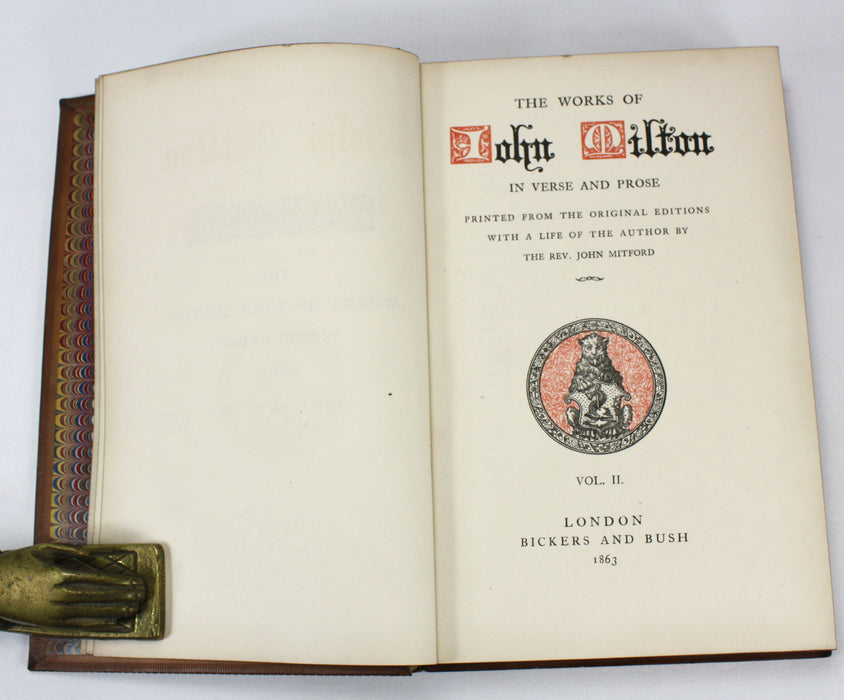 THE WORKS OF
John Milton
IN VERSE AND PROSE
PRINTED FROM THE ORIGINAL EDITIONS
WITH A LIFE OF THE AUTHOR BY
THE REV. JOHN MITFORD
VOL. II.
LONDON
BICKERS AND BUSH
1863